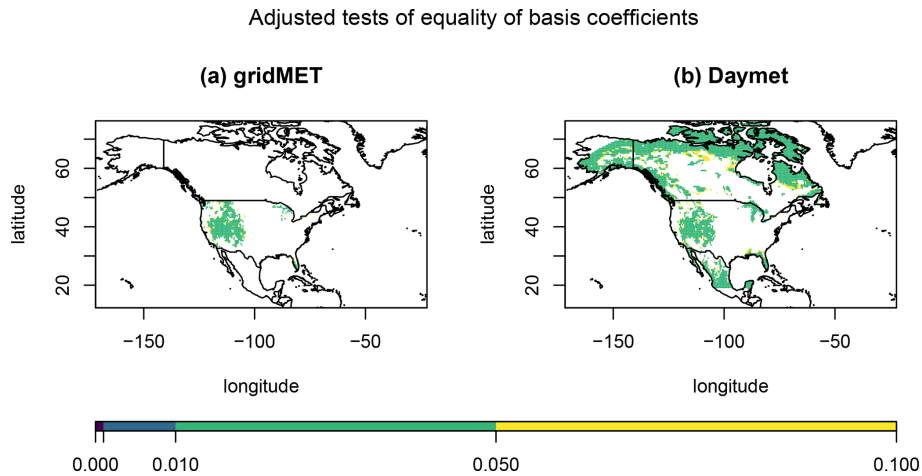 Adjusted tests of equality of basis coefficients
(a) gridMET
(b) Daymet
latitude
20
40
60
−150
−100
−50
longitude
latitude
20
40
60
−150
−100
−50
longitude
0.000
0.010
0.050
0.100